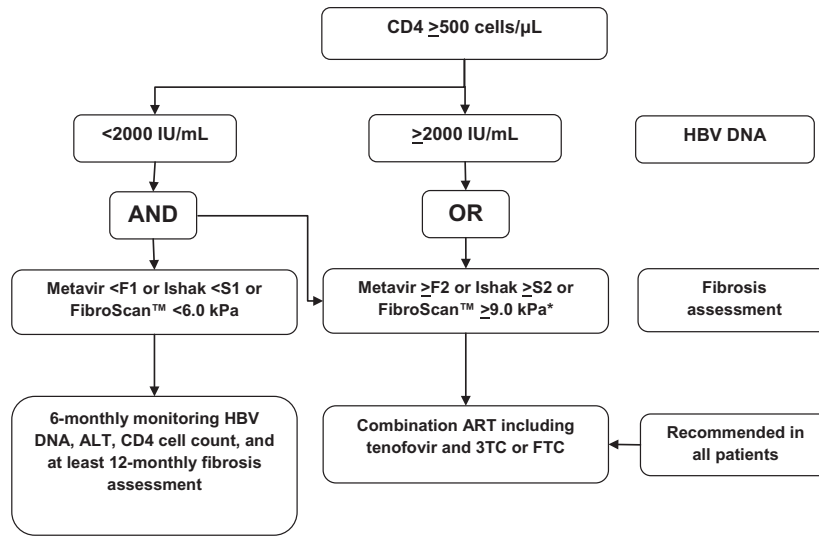 CD4 ≥500 cells/µL
<2000 IU/mL
≥2000 IU/mL
HBV DNA
AND
OR
Metavir <F1 or Ishak <S1 or
FibroScan™ <6.0 kPa
Metavir ≥F2 or Ishak ≥S2 or
FibroScan™ ≥9.0 kPa*
Fibrosis
assessment
6-monthly monitoring HBV
DNA, ALT, CD4 cell count, and
at least 12-monthly fibrosis
assessment
Combination ART including
tenofovir and 3TC or FTC
Recommended in
all patients